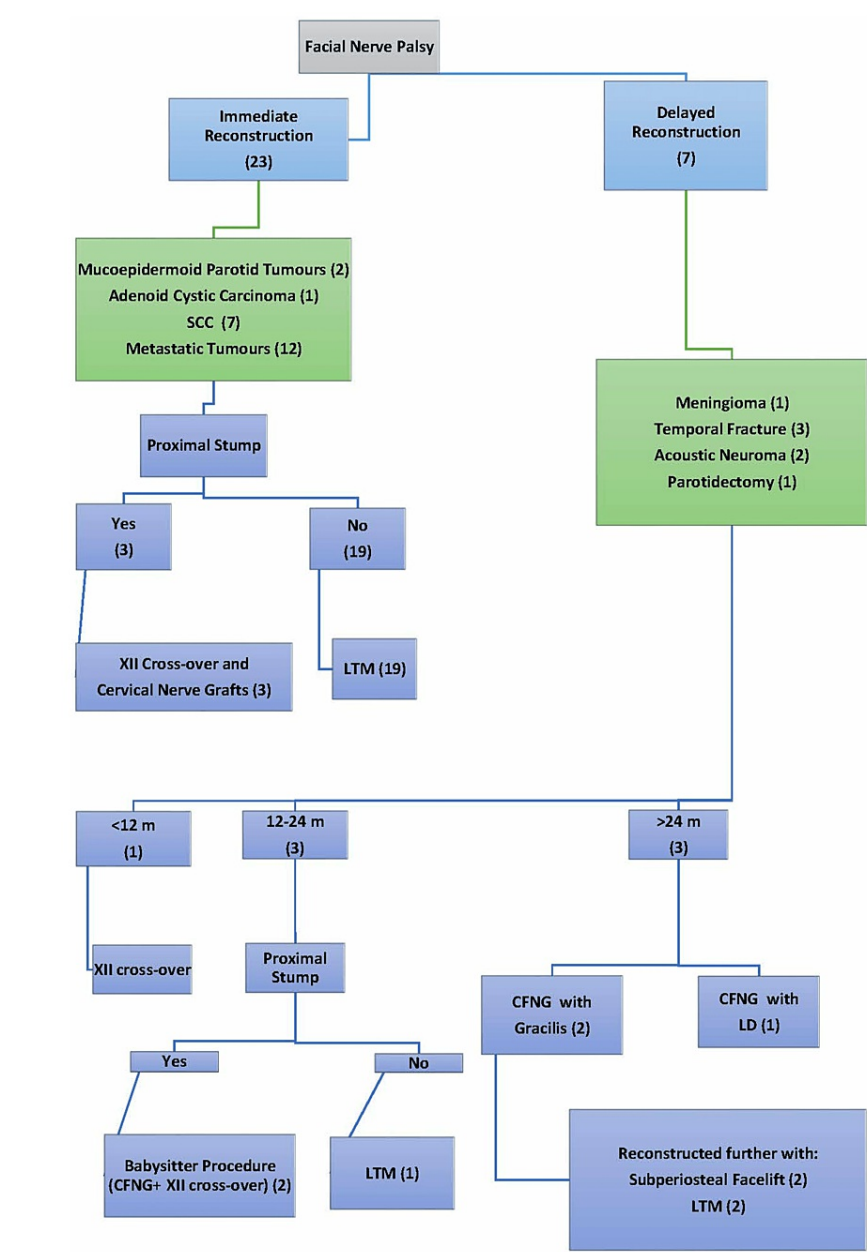 Facial Nerve Palsy
Immediate
Reconstruction
(23)
Delayed
Reconstruction
(7)
Mucoepidermoid Parotid Tumours (2)
Adenoid Cystic Carcinoma (1)
SCC (7)
Metastatic Tumours (12)
Meningioma (1)
Temporal Fracture (3)
Acoustic Neuroma (2)
Parotidectomy (1)
Proximal Stump
Yes
(3)
No
(19)
XII Cross-over and
Cervical Nerve Grafts (3)
LTM (19)
<12 m
(1)
12-24 m
(3)
>24 m
(3)
XII cross-over
Proximal
Stump
CFNG with
Gracilis (2)
CFNG with
LD (1)
Yes
No
Babysitter Procedure
(CFNG+ XII cross-over) (2)
LTM (1)
Reconstructed further with:
Subperiosteal Facelift (2)
LTM (2)